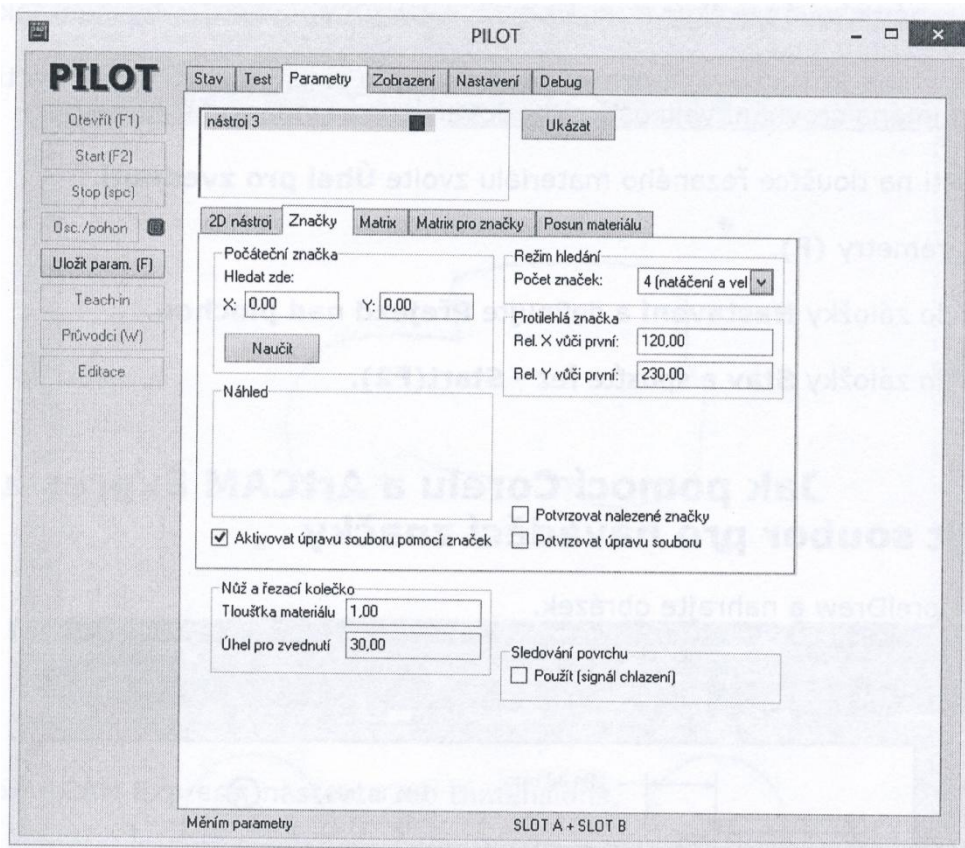 PILOT
PILOT
Stav Test Parametry Zobrazení Nastavení Debug
Otevřít (F1)
Start (F2)
Stop (spc)
Osc./pohon
Uložit param. (F)
Teach-in
Průvodci (W)
Editace
nástroj 3
Ukázat
2D nástroj Značky Matrix Matrix pro značky Posun materiálu
Počáteční značka
Hledat zde:
X: 0,00 Y: 0,00
Naučit
Režim hledání
Počet značek: 4 (natáčení a vel
Protilehlá značka
Rel. X vůči první: 120,00
Rel. Y vůči první: 230,00
Náhled
Potvrzovat nalezené značky
Aktivovat úpravu souboru pomocí značek
Potvrzovat úpravu souboru
Nůž a řezací kolečko
Tloušťka materiálu 1,00
Úhel pro zvednutí 30,00
Sledování povrchu
Použít (signál chlazení)
Měním parametry SLOT A + SLOT B